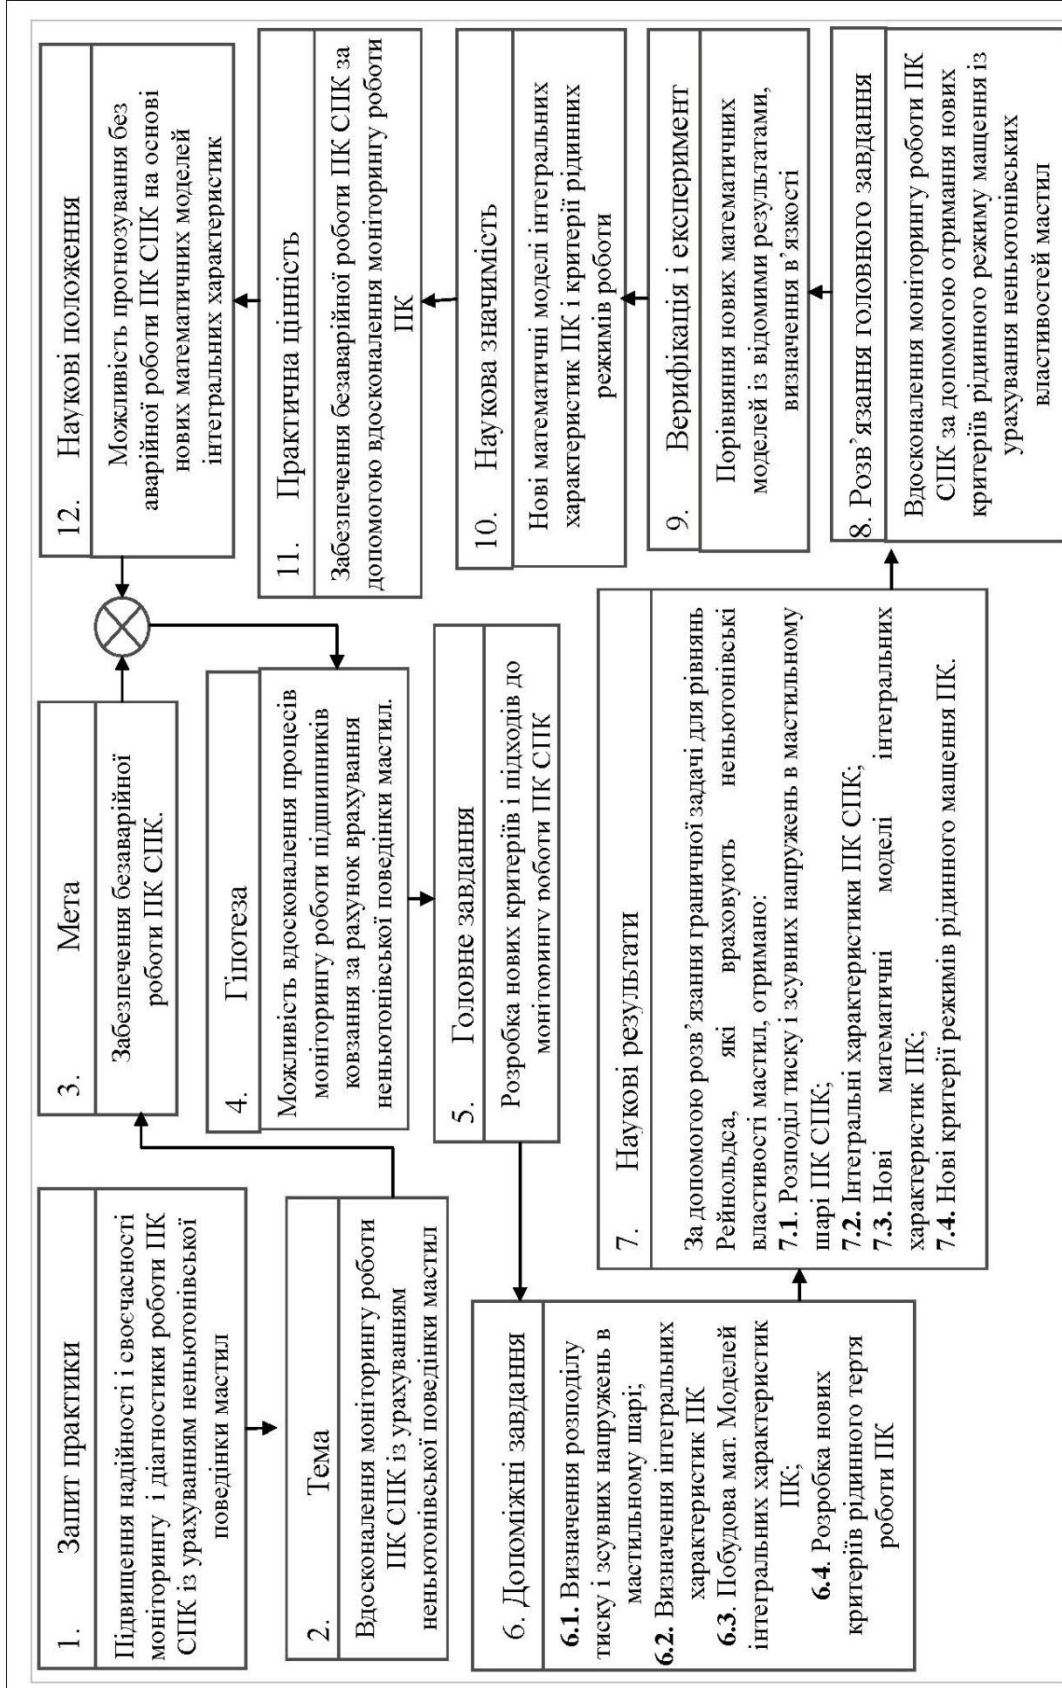 1. Запит практики
Підвищення надійності і своєчасності
моніторингу і діагностики роботи ПК
СПК із урахуванням неньютонівської
поведінки мастил
2. Тема
Вдосконалення моніторингу роботи
ПК СПК із урахуванням
неньютонівської поведінки мастил
3. Мета
Забезпечення безаварійної
роботи ПК СПК.
4. Гіпотеза
Можливість вдосконалення процесів
моніторингу роботи підшипників
ковзання за рахунок врахування
неньютонівської поведінки мастил.
5. Головне завдання
Розробка нових критеріїв і підходів до
моніторингу роботи ПК СПК
6. Допоміжні завдання
6.1. Визначення розподілу
тиску і зсувних напружень в
мастильному шарі;
6.2. Визначення інтегральних
характеристик ПК
6.3. Побудова мат. Моделей
інтегральних характеристик
ПК;
6.4. Розробка нових
критеріїв рідинного тертя
роботи ПК
7. Наукові результати
За допомогою розв’язання граничної задачі для рівнянь
Рейнольдса, які враховують неньютонівські
властивості мастил, отримано:
7.1. Розподіл тиску і зсувних напружень в мастильному
шарі ПК СПК;
7.2. Інтегральні характеристики ПК СПК;
7.3. Нові математичні моделі інтегральних
характеристик ПК;
7.4. Нові критерії режимів рідинного мащення ПК.
8. Розв’язання головного завдання
Вдосконалення моніторингу роботи ПК
СПК за допомогою отримання нових
критеріїв рідинного режиму мащення із
урахування неньютонівських
властивостей мастил
9. Верифікація і експеримент
Порівняння нових математичних
моделей із відомими результатами,
визначення в’язкості
10. Наукова значимість
Нові математичні моделі інтегральних
характеристик ПК і критерії рідинних
режимів роботи
11. Практична цінність
Забезпечення безаварійної роботи ПК СПК за
допомогою вдосконалення моніторингу роботи
ПК
12. Наукові положення
Можливість прогнозування без
аварійної роботи ПК СПК на основі
нових математичних моделей
інтегральних характеристик